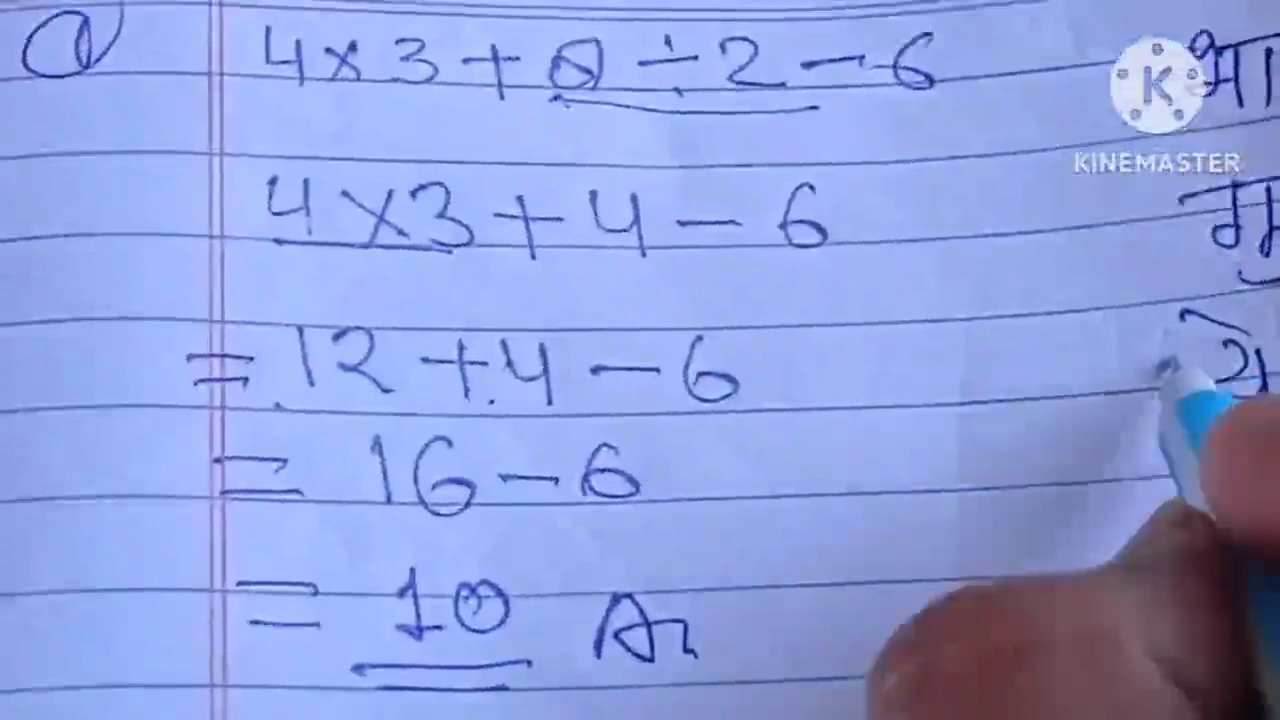 4×3+8÷2-6
4×3+4-6
=12+4-6
=16-6
=10 An
K
KINEMASTER